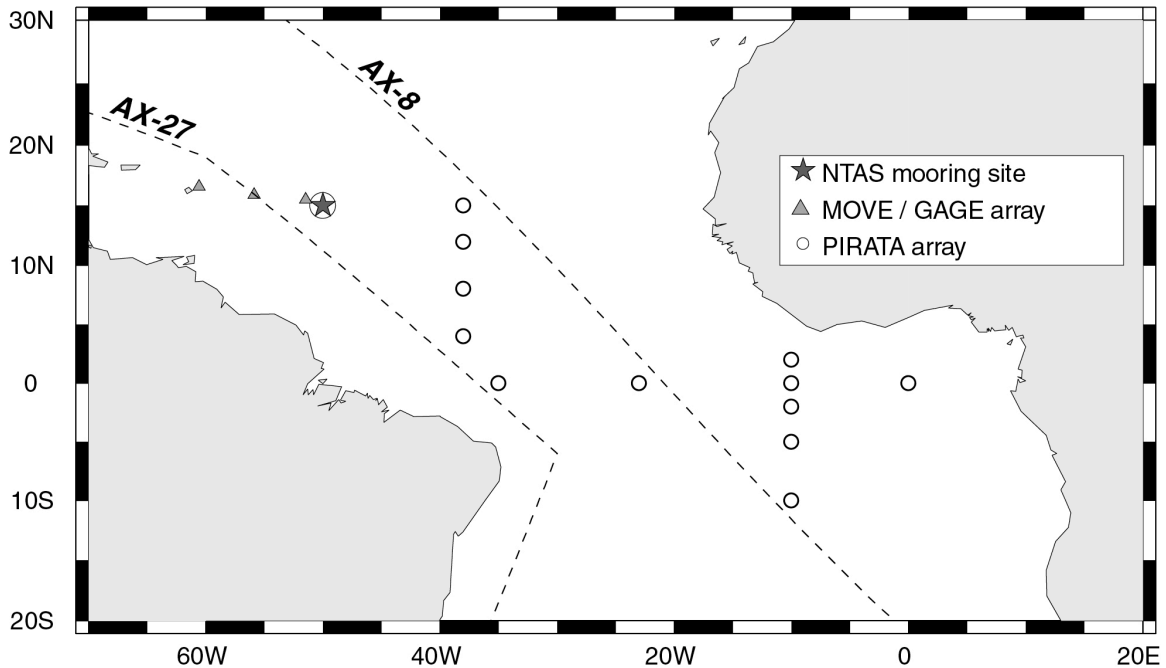 30N
AX-8
AX-27
20N
NTAS mooring site
MOVE / GAGE array
PIRATA array
10N
0
10S
20S
60W
40W
20W
0
20E